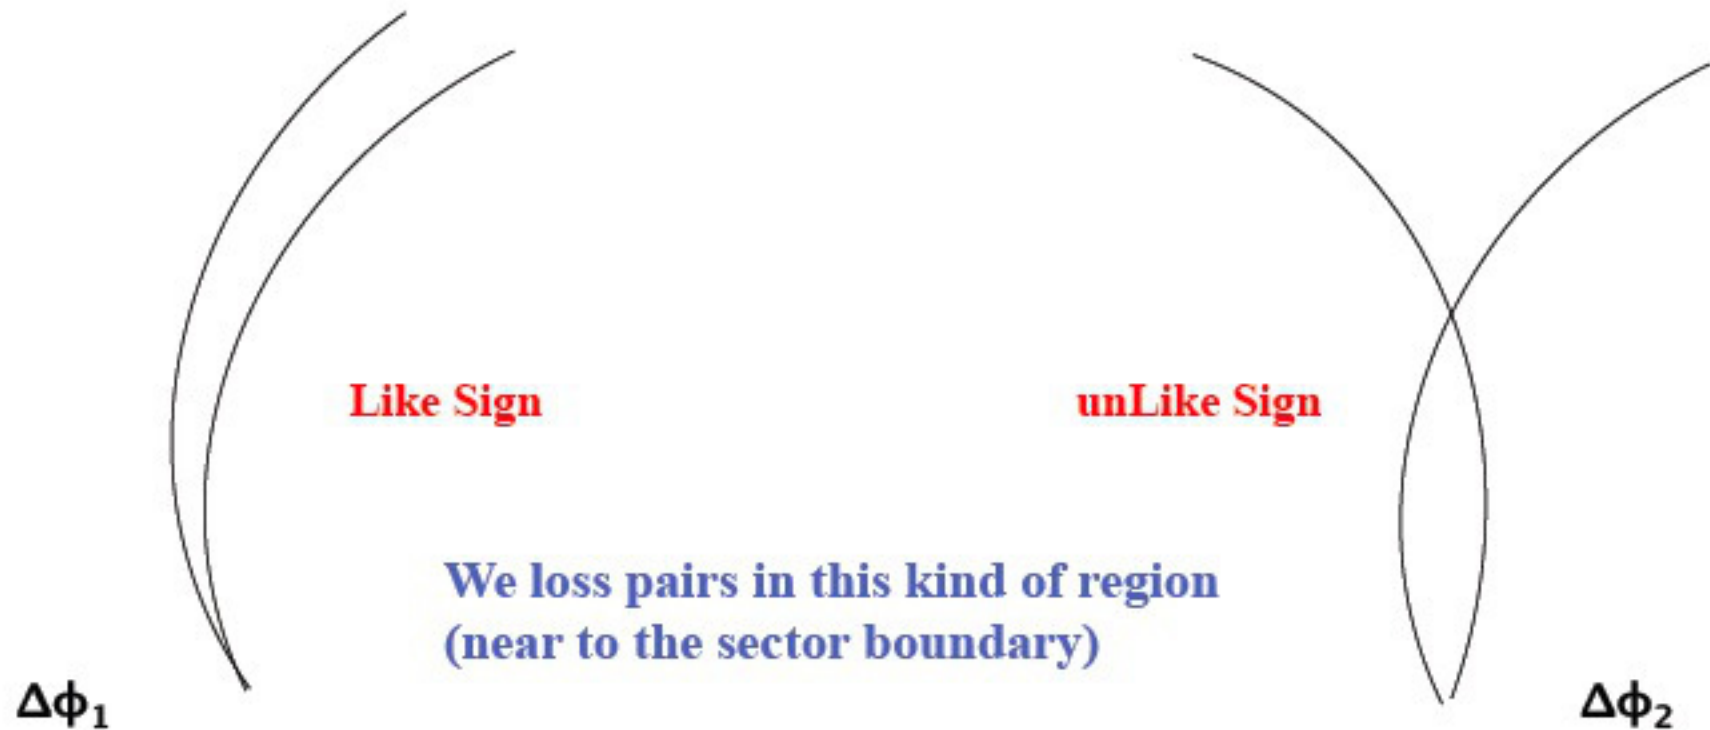 Like Sign
unLike Sign
We loss pairs in this kind of region
(near to the sector boundary)
Δϕ₁
Δϕ₂